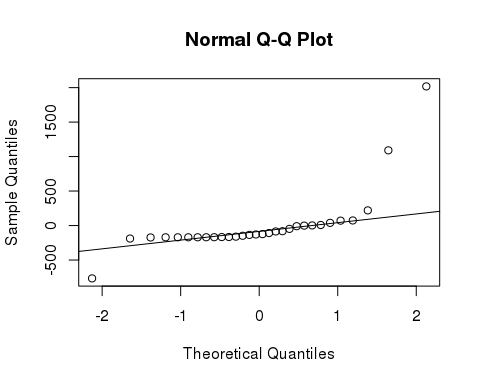 Normal Q-Q Plot
Sample Quantiles
1500
500
0
-500
-2 -1 0 1 2
Theoretical Quantiles